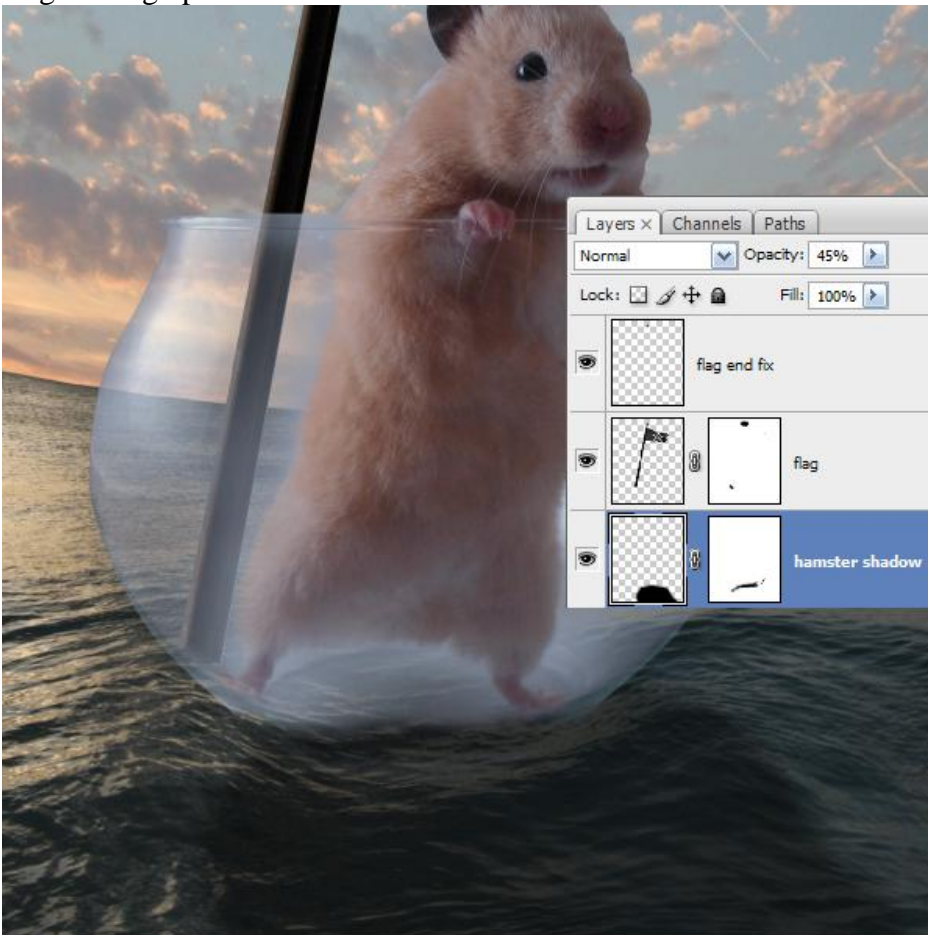 Layers × Channels Paths
Normal Opacity: 45%
Lock: Fill: 100%
flag end fix
flag
hamster shadow